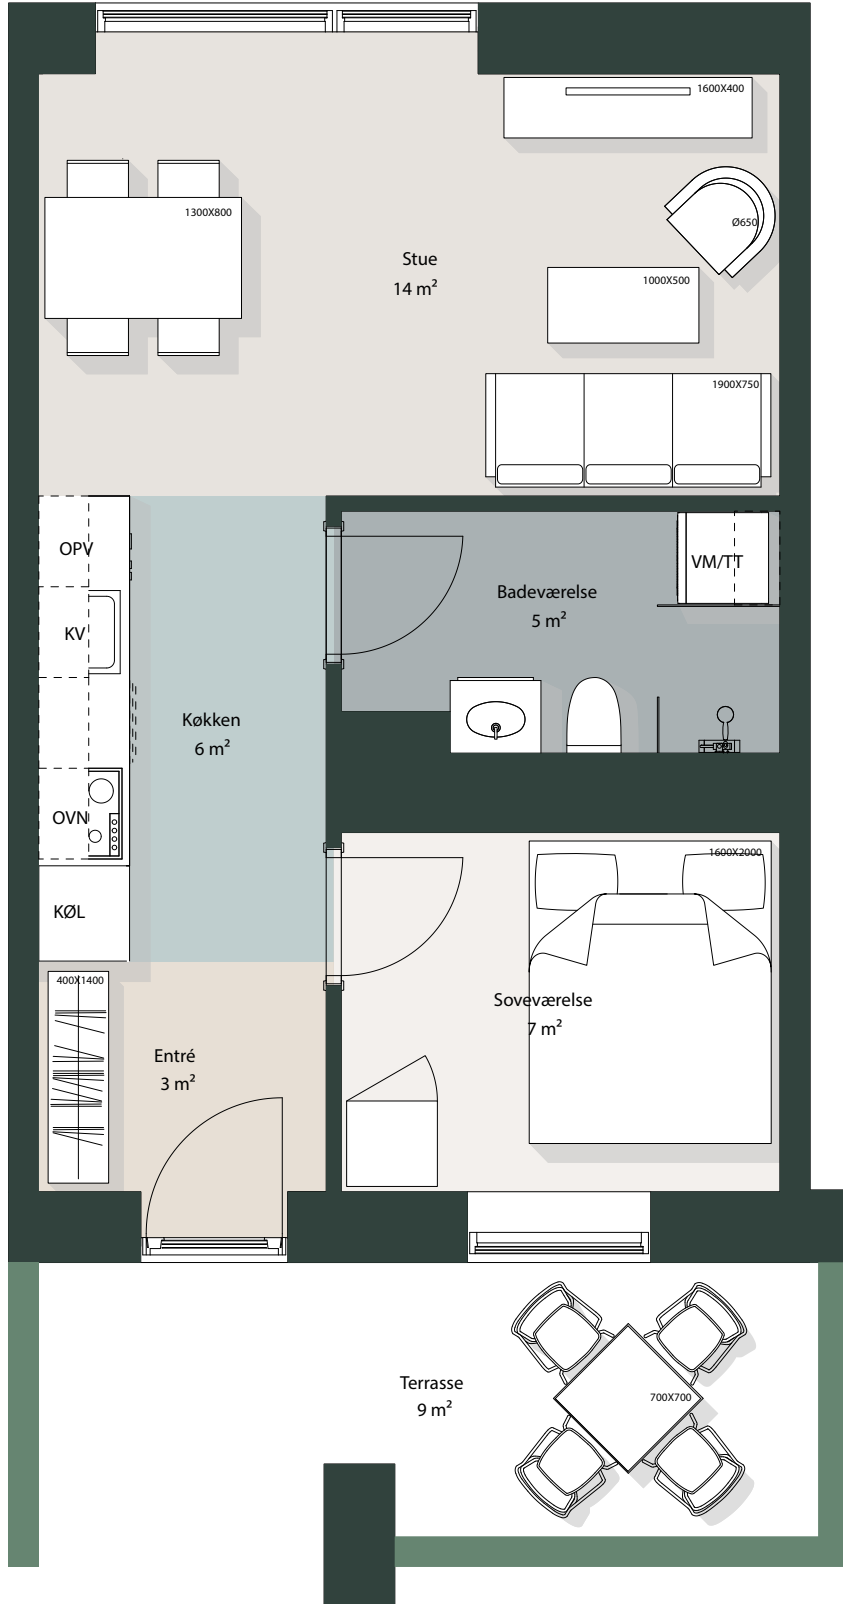 1600X400
1300X800
Ø650
Stue
14 m²
1000X500
1900X750
OPV
VM/TT
Badeværelse
5 m²
KV
Køkken
6 m²
OVN
1600X2000
KØL
400X1400
Soveværelse
7 m²
Entré
3 m²
Terrasse
9 m²
700X700